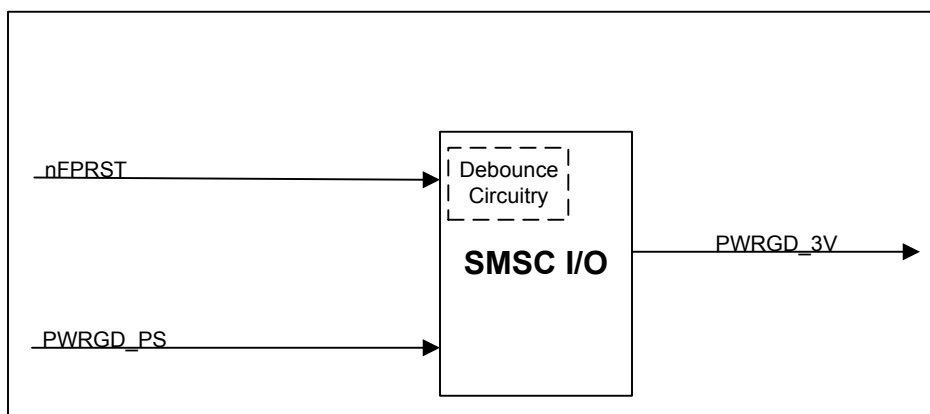 nFPRST
Debounce
Circuitry
SMSC I/O
PWRGD_3V
PWRGD_PS